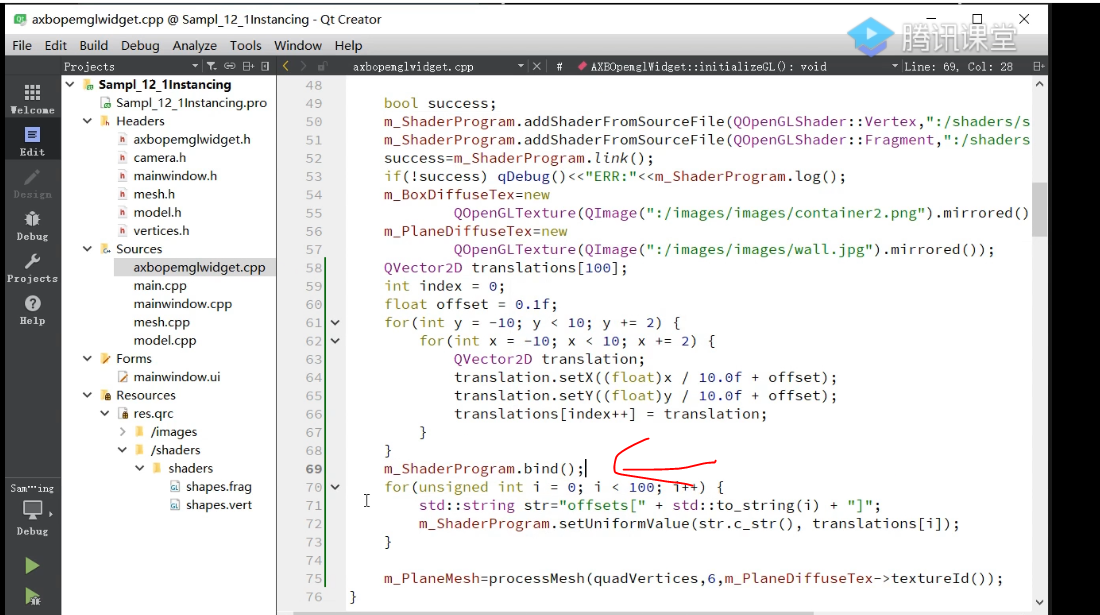 axbopemglwidget.cpp @ Sampl_12_1Instancing - Qt Creator
腾讯课堂
File Edit Build Debug Analyze Tools Window Help
Projects
axbopemglwidget.cpp
# AXBOpemglWidget::initializeGL(): void
Line: 69, Col: 28
Welcome
Edit
Design
Debug
Projects
Help
Sam···ing
Debug
Sampl_12_1Instancing
Sampl_12_1Instancing.pro
Headers
axbopemglwidget.h
camera.h
mainwindow.h
mesh.h
model.h
vertices.h
Sources
axbopemglwidget.cpp
main.cpp
mainwindow.cpp
mesh.cpp
model.cpp
Forms
mainwindow.ui
Resources
res.qrc
/images
/shaders
shaders
shapes.frag
shapes.vert
48
49 bool success;
50 m_ShaderProgram.addShaderFromSourceFile(QOpenGLShader::Vertex,":/shaders/s
51 m_ShaderProgram.addShaderFromSourceFile(QOpenGLShader::Fragment,":/shaders
52 success=m_ShaderProgram.link();
53 if(!success) qDebug()<<"ERR:"<<m_ShaderProgram.log();
54 m_BoxDiffuseTex=new
55 QOpenGLTexture(QImage(":/images/images/container2.png").mirrored()
56 m_PlaneDiffuseTex=new
57 QOpenGLTexture(QImage(":/images/images/wall.jpg").mirrored());
58 QVector2D translations[100];
59 int index = 0;
60 float offset = 0.1f;
61 for(int y = -10; y < 10; y += 2) {
62 for(int x = -10; x < 10; x += 2) {
63 QVector2D translation;
64 translation.setX((float)x / 10.0f + offset);
65 translation.setY((float)y / 10.0f + offset);
66 translations[index++] = translation;
67 }
68 }
69 m_ShaderProgram.bind();
70 for(unsigned int i = 0; i < 100; i++) {
71 std::string str="offsets[" + std::to_string(i) + "]";
72 m_ShaderProgram.setUniformValue(str.c_str(), translations[i]);
73 }
74
75 m_PlaneMesh=processMesh(quadVertices,6,m_PlaneDiffuseTex->textureId());
76 }